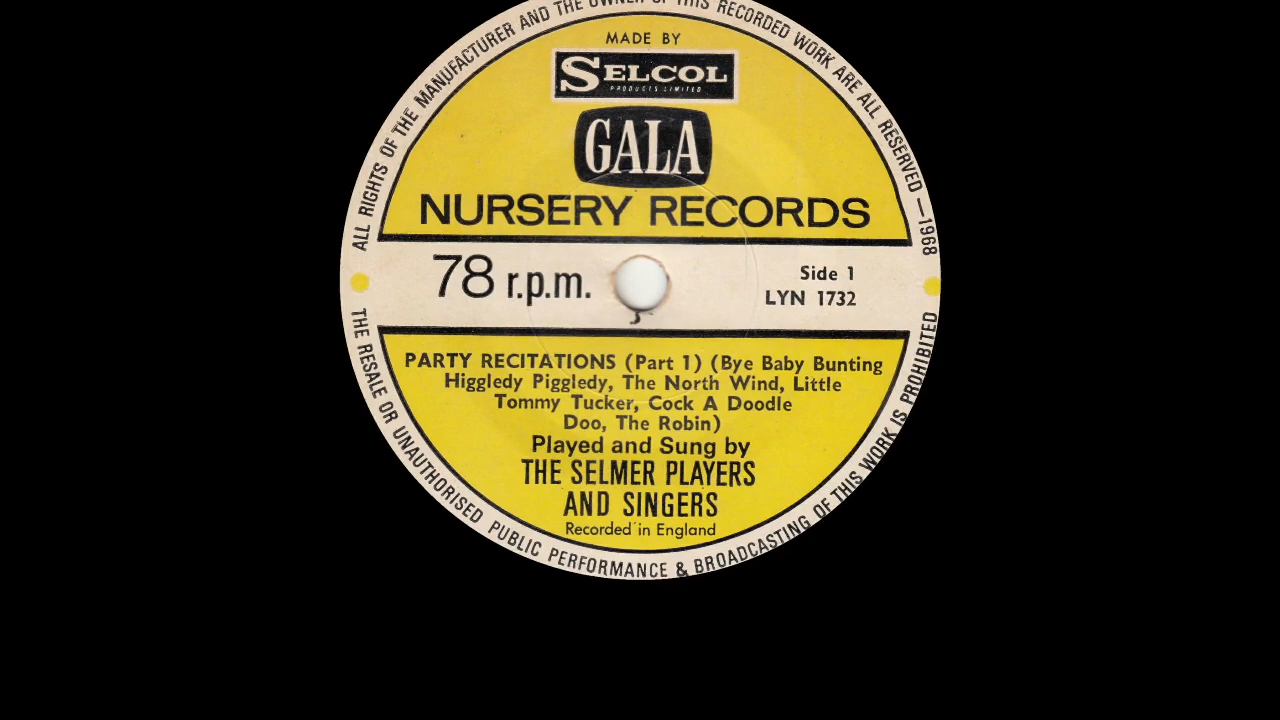 ALL RIGHTS OF THE MANUFACTURER AND THE OWNER OF THIS RECORDED WORK ARE ALL RESERVED — 1968
MADE BY
SELCOL
PRODUCTS LIMITED
GALA
NURSERY RECORDS
78 r.p.m.
Side 1
LYN 1732
PARTY RECITATIONS (Part 1) (Bye Baby Bunting
Higgledy Piggledy, The North Wind, Little
Tommy Tucker, Cock A Doodle
Doo, The Robin)
Played and Sung by
THE SELMER PLAYERS
AND SINGERS
Recorded in England
THE RESALE OR UNAUTHORISED PUBLIC PERFORMANCE & BROADCASTING OF THIS WORK IS PROHIBITED